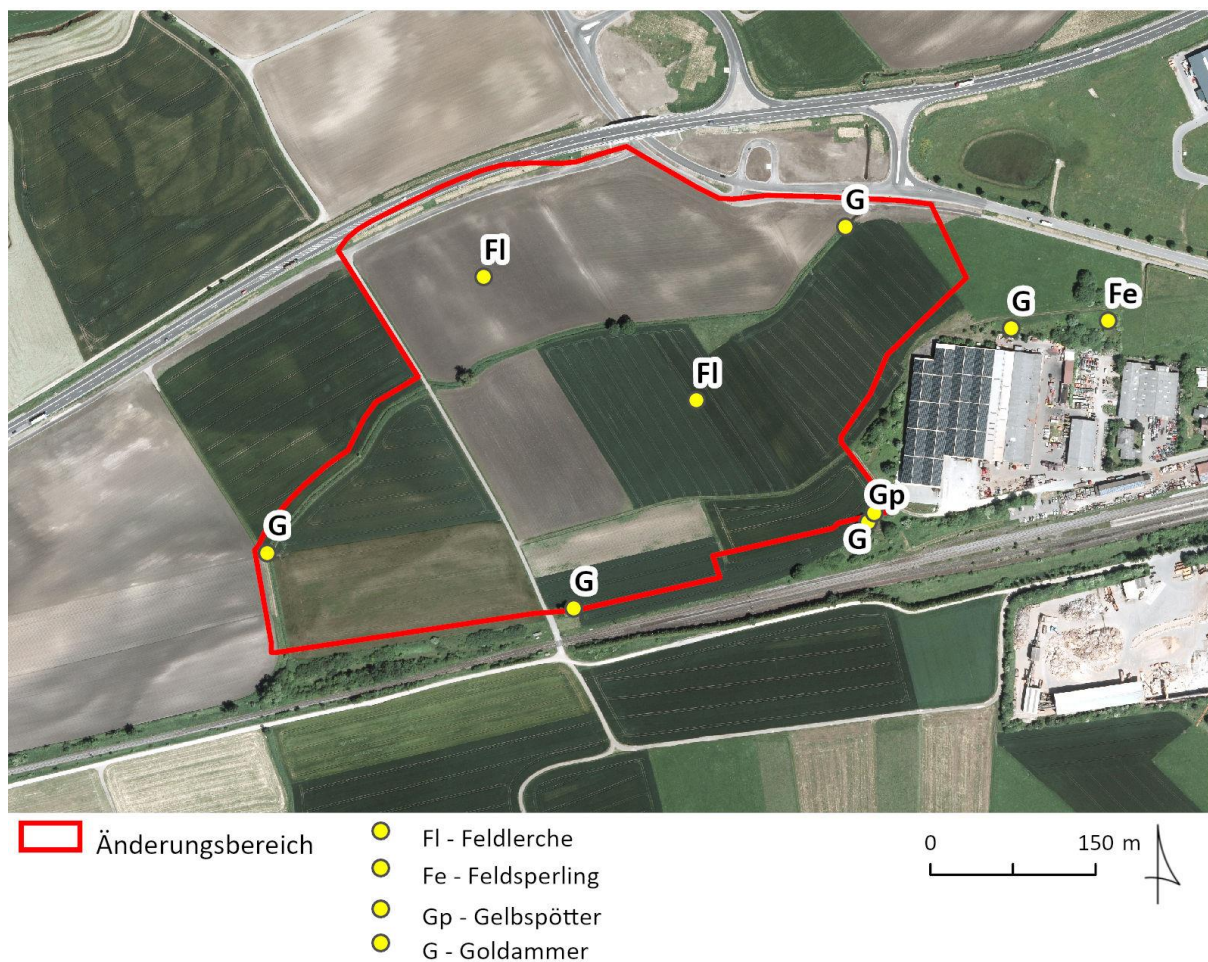 G
Fl
G
Fe
Fl
Gp
G
G
G
Änderungsbereich
Fl - Feldlerche
Fe - Feldsperling
Gp - Gelbspötter
G - Goldammer
0 150 m